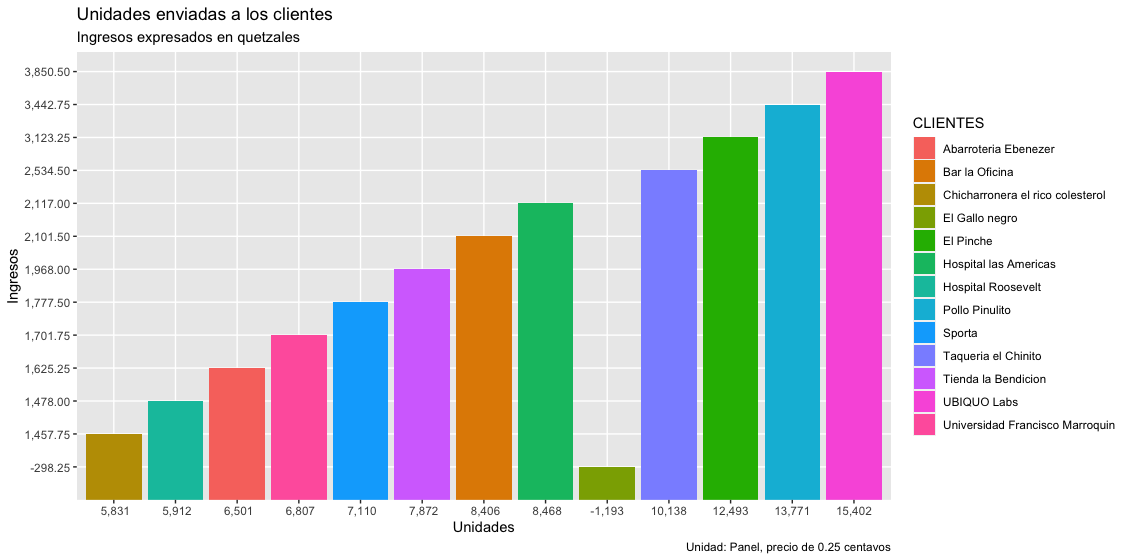 Unidades enviadas a los clientes
Ingresos expresados en quetzales
Ingresos
3,850.50
3,442.75
3,123.25
2,534.50
2,117.00
2,101.50
1,968.00
1,777.50
1,701.75
1,625.25
1,478.00
1,457.75
-298.25
5,831 5,912 6,501 6,807 7,110 7,872 8,406 8,468 -1,193 10,138 12,493 13,771 15,402
Unidades
CLIENTES
Abarroteria Ebenezer
Bar la Oficina
Chicharronera el rico colesterol
El Gallo negro
El Pinche
Hospital las Americas
Hospital Roosevelt
Pollo Pinulito
Sporta
Taqueria el Chinito
Tienda la Bendicion
UBIQUO Labs
Universidad Francisco Marroquin
Unidad: Panel, precio de 0.25 centavos